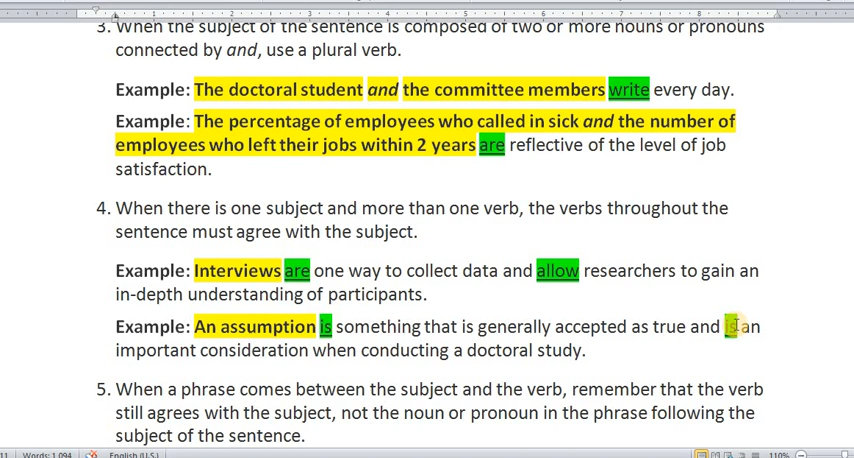 3. When the subject of the sentence is composed of two or more nouns or pronouns
connected by and, use a plural verb.
Example: The doctoral student and the committee members write every day.
Example: The percentage of employees who called in sick and the number of
employees who left their jobs within 2 years are reflective of the level of job
satisfaction.
4. When there is one subject and more than one verb, the verbs throughout the
sentence must agree with the subject.
Example: Interviews are one way to collect data and allow researchers to gain an
in-depth understanding of participants.
Example: An assumption is something that is generally accepted as true and is an
important consideration when conducting a doctoral study.
5. When a phrase comes between the subject and the verb, remember that the verb
still agrees with the subject, not the noun or pronoun in the phrase following the
subject of the sentence.
11 Words: 1,094 English (U.S.) 110%